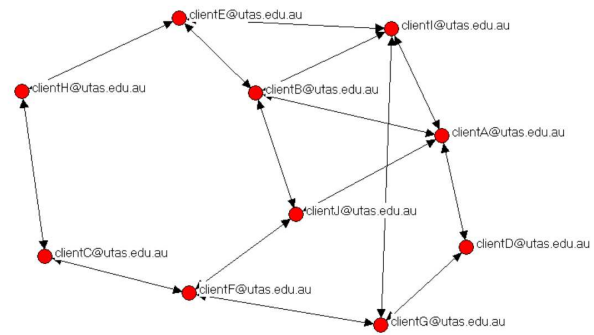 clientE@utas.edu.au
clientI@utas.edu.au
clientH@utas.edu.au
clientB@utas.edu.au
clientA@utas.edu.au
clientJ@utas.edu.au
clientD@utas.edu.au
clientC@utas.edu.au
clientF@utas.edu.au
clientG@utas.edu.au